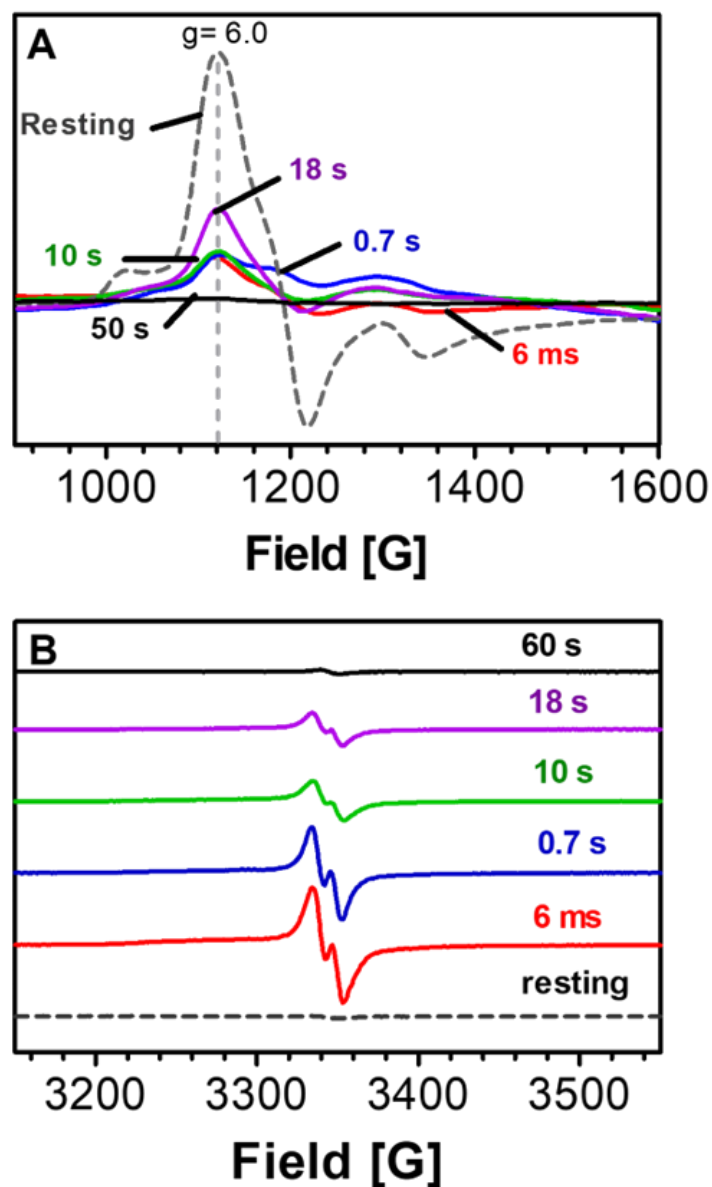 A
g= 6.0
Resting
18 s
0.7 s
10 s
50 s
6 ms
1000 1200 1400 1600
Field [G]
B
60 s
18 s
10 s
0.7 s
6 ms
resting
3200 3300 3400 3500
Field [G]